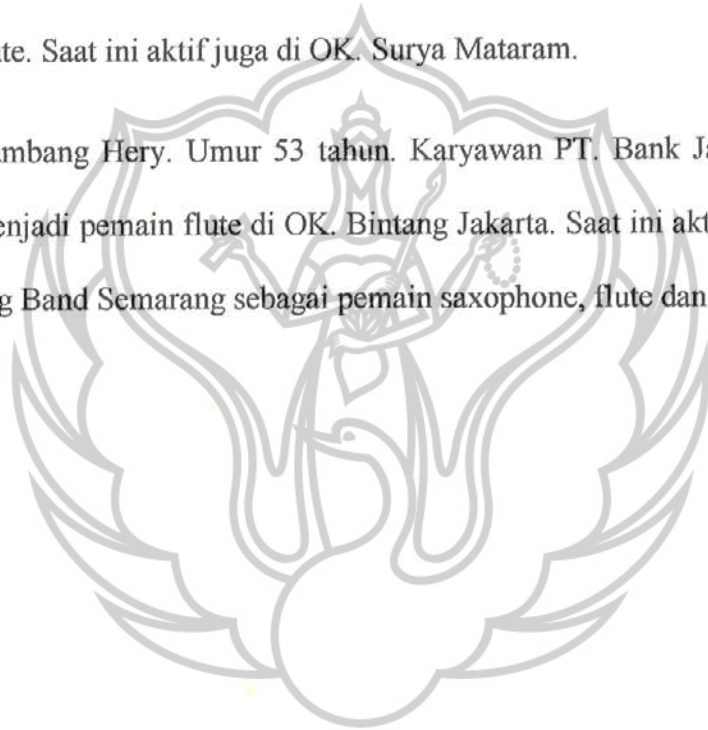 te. Saat ini aktif juga di OK. Surya Mataram.
mbang Hery. Umur 53 tahun. Karyawan PT. Bank Ja
enjadi pemain flute di OK. Bintang Jakarta. Saat ini akt
g Band Semarang sebagai pemain saxophone, flute dan